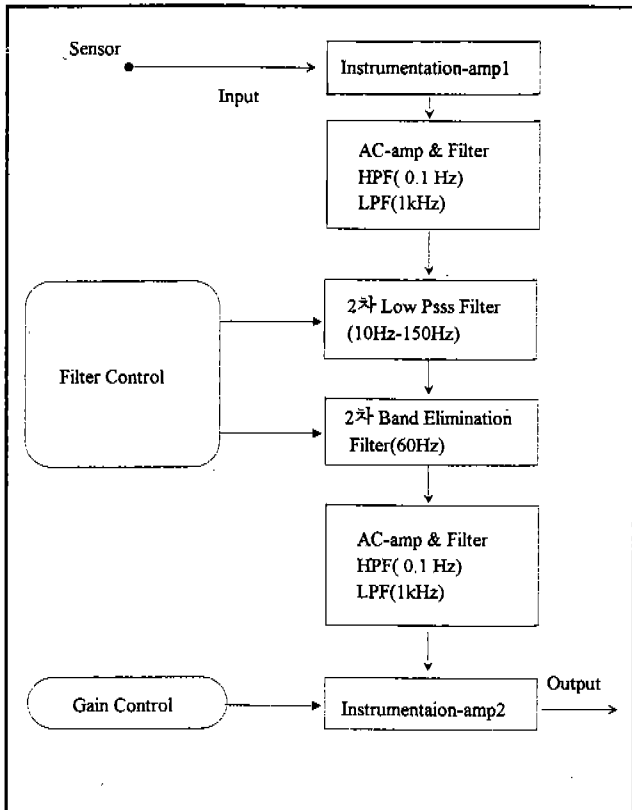 Sensor
Input
Instrumentation-amp1
AC-amp & Filter
HPF( 0.1 Hz)
LPF(1kHz)
Filter Control
2차 Low Psss Filter
(10Hz-150Hz)
2차 Band Elimination
Filter(60Hz)
AC-amp & Filter
HPF( 0.1 Hz)
LPF(1kHz)
Gain Control
Instrumentaion-amp2
Output